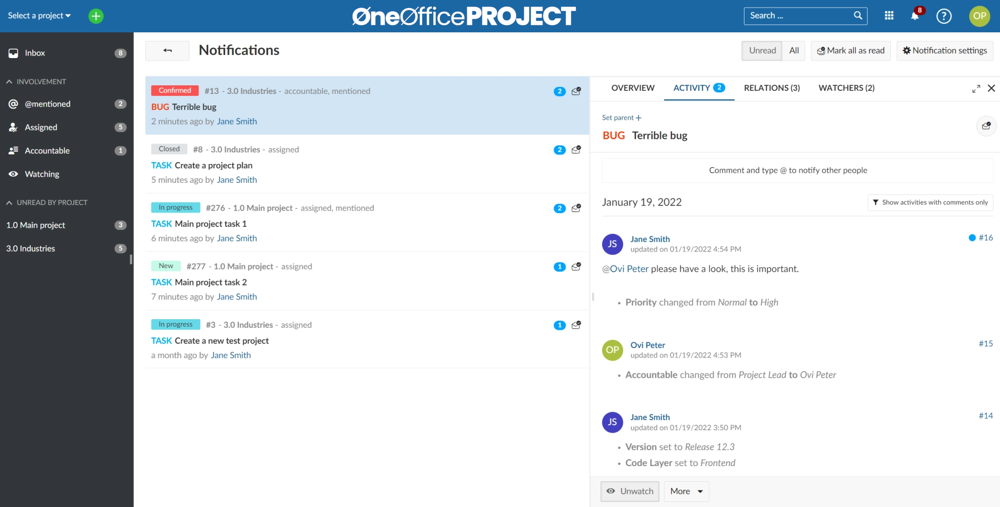 Select a project
ØneØffice PROJECT
Search ...
8
?
OP
Inbox 8
INVOLVEMENT
@mentioned 2
Assigned 5
Accountable 1
Watching
UNREAD BY PROJECT
1.0 Main project 3
3.0 Industries 5
Notifications
Unread All
Mark all as read
Notification settings
Confirmed #13 - 3.0 Industries - accountable, mentioned 2
BUG Terrible bug
2 minutes ago by Jane Smith
Closed #8 - 3.0 Industries - assigned 2
TASK Create a project plan
5 minutes ago by Jane Smith
In progress #276 - 1.0 Main project - assigned, mentioned 2
TASK Main project task 1
6 minutes ago by Jane Smith
New #277 - 1.0 Main project - assigned 1
TASK Main project task 2
7 minutes ago by Jane Smith
In progress #3 - 3.0 Industries - assigned 1
TASK Create a new test project
a month ago by Jane Smith
OVERVIEW ACTIVITY 2 RELATIONS (3) WATCHERS (2)
Set parent +
BUG Terrible bug
Comment and type @ to notify other people
January 19, 2022
Show activities with comments only
JS Jane Smith #16
updated on 01/19/2022 4:54 PM
@Ovi Peter please have a look, this is important.
• Priority changed from Normal to High
OP Ovi Peter #15
updated on 01/19/2022 4:53 PM
• Accountable changed from Project Lead to Ovi Peter
JS Jane Smith #14
updated on 01/19/2022 3:50 PM
• Version set to Release 12.3
• Code Layer set to Frontend
Unwatch
More